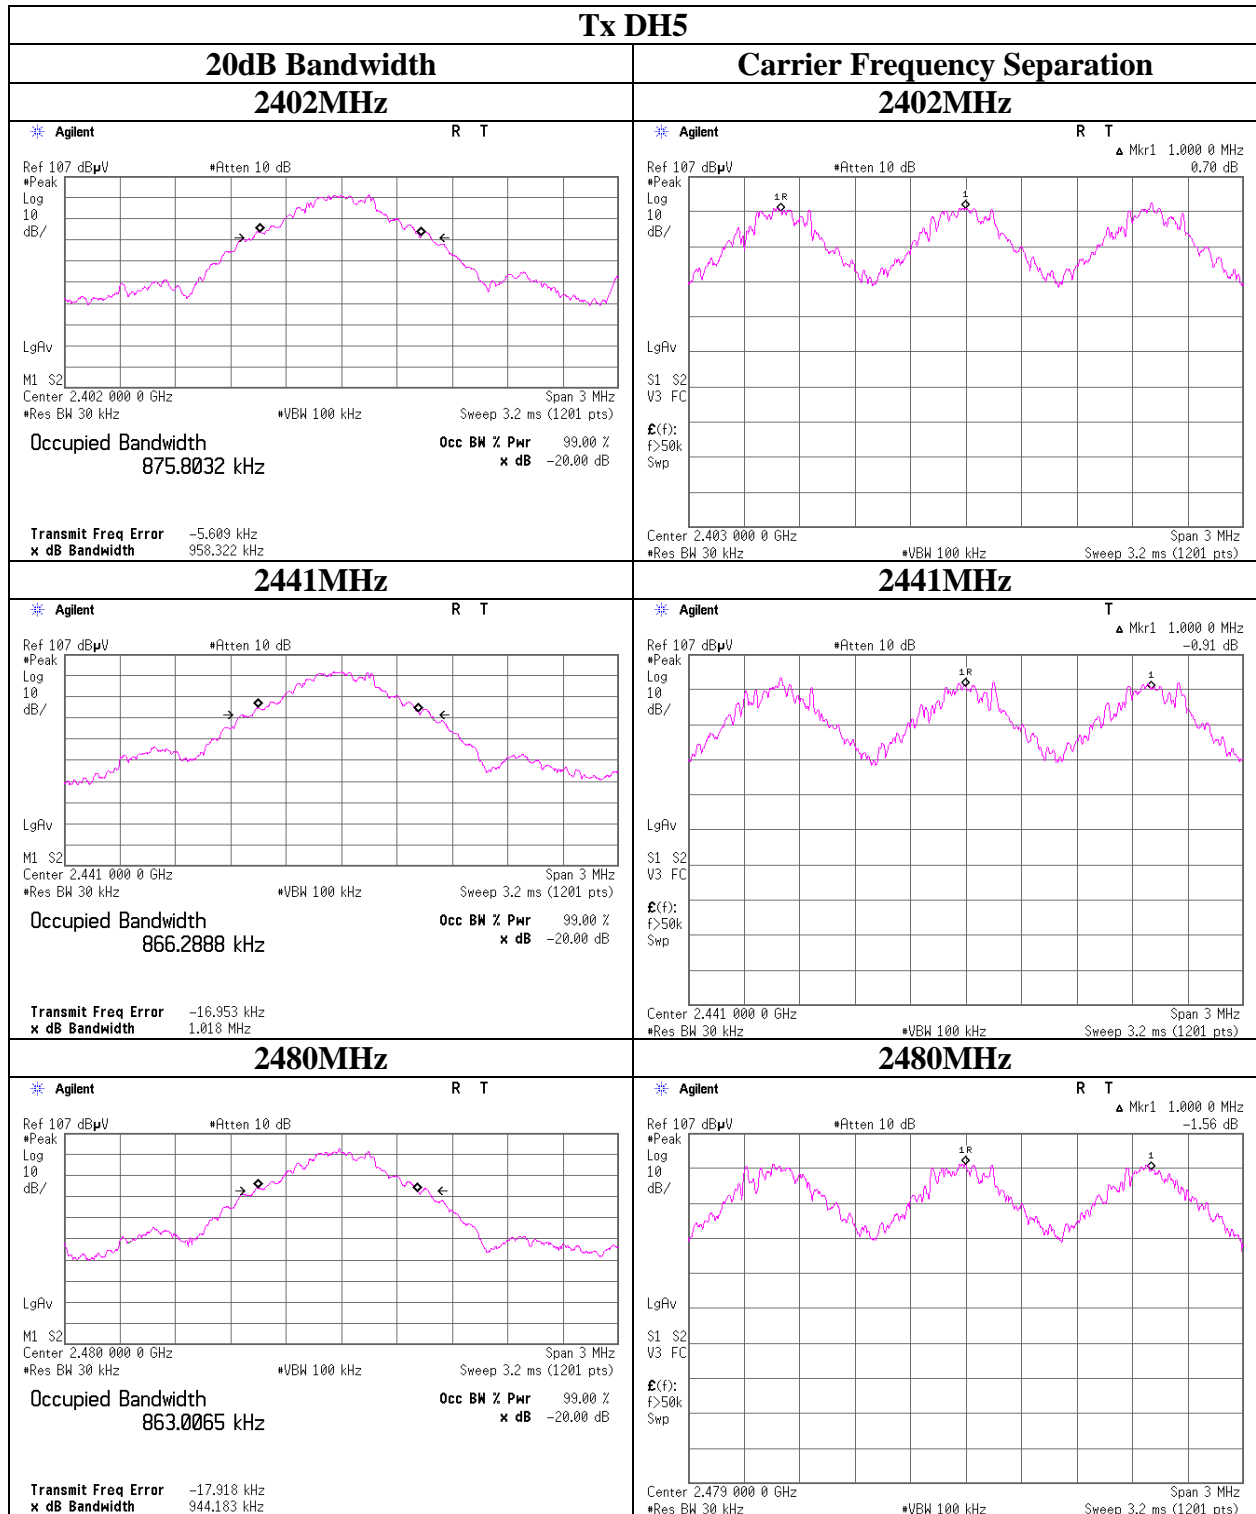 Tx DH5
20dB Bandwidth
Carrier Frequency Separation
2402MHz
2402MHz
Agilent
R T
Ref 107 dBµV
#Atten 10 dB
#Peak
Log
10
dB/
LgAv
M1 S2
Center 2.402 000 0 GHz
Span 3 MHz
#Res BW 30 kHz
#VBW 100 kHz
Sweep 3.2 ms (1201 pts)
Occupied Bandwidth
875.8032 kHz
Occ BW % Pwr 99.00 %
x dB -20.00 dB
Transmit Freq Error -5.609 kHz
x dB Bandwidth 958.322 kHz
Agilent
R T
Δ Mkr1 1.000 0 MHz
Ref 107 dBµV
#Atten 10 dB
0.70 dB
#Peak
Log
10
dB/
1R
1
LgAv
S1 S2
V3 FC
£(f):
f>50k
Swp
Center 2.403 000 0 GHz
Span 3 MHz
#Res BW 30 kHz
#VBW 100 kHz
Sweep 3.2 ms (1201 pts)
2441MHz
2441MHz
Agilent
R T
Ref 107 dBµV
#Atten 10 dB
#Peak
Log
10
dB/
LgAv
M1 S2
Center 2.441 000 0 GHz
Span 3 MHz
#Res BW 30 kHz
#VBW 100 kHz
Sweep 3.2 ms (1201 pts)
Occupied Bandwidth
866.2888 kHz
Occ BW % Pwr 99.00 %
x dB -20.00 dB
Transmit Freq Error -16.953 kHz
x dB Bandwidth 1.018 MHz
Agilent
T
Δ Mkr1 1.000 0 MHz
Ref 107 dBµV
#Atten 10 dB
-0.91 dB
#Peak
Log
10
dB/
1R
1
LgAv
S1 S2
V3 FC
£(f):
f>50k
Swp
Center 2.441 000 0 GHz
Span 3 MHz
#Res BW 30 kHz
#VBW 100 kHz
Sweep 3.2 ms (1201 pts)
2480MHz
2480MHz
Agilent
R T
Ref 107 dBµV
#Atten 10 dB
#Peak
Log
10
dB/
LgAv
M1 S2
Center 2.480 000 0 GHz
Span 3 MHz
#Res BW 30 kHz
#VBW 100 kHz
Sweep 3.2 ms (1201 pts)
Occupied Bandwidth
863.0065 kHz
Occ BW % Pwr 99.00 %
x dB -20.00 dB
Transmit Freq Error -17.918 kHz
x dB Bandwidth 944.183 kHz
Agilent
R T
Δ Mkr1 1.000 0 MHz
Ref 107 dBµV
#Atten 10 dB
-1.56 dB
#Peak
Log
10
dB/
1R
1
LgAv
S1 S2
V3 FC
£(f):
f>50k
Swp
Center 2.479 000 0 GHz
Span 3 MHz
#Res BW 30 kHz
#VBW 100 kHz
Sweep 3.2 ms (1201 pts)